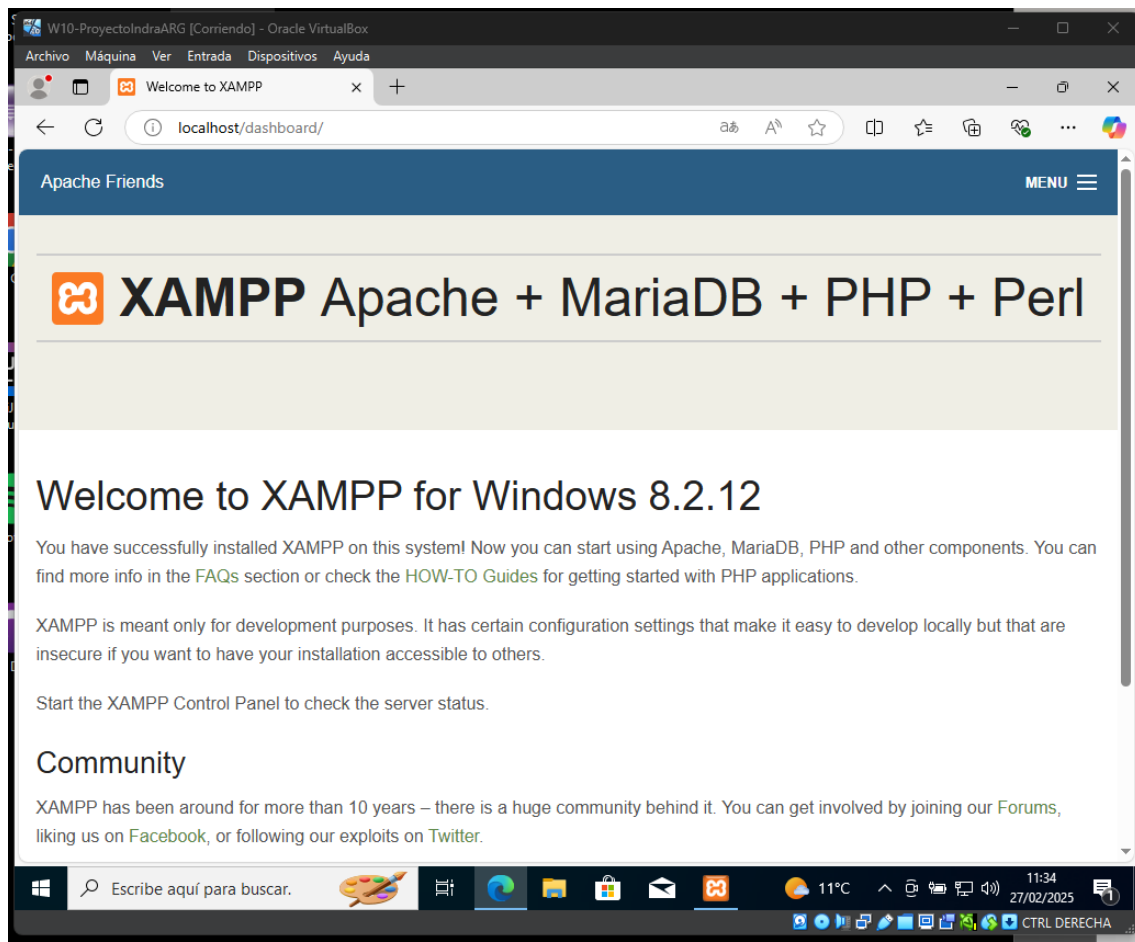 W10-ProyectoIndraARG [Corriendo] - Oracle VirtualBox
Archivo Máquina Ver Entrada Dispositivos Ayuda
Welcome to XAMPP
localhost/dashboard/
Apache Friends
MENU
XAMPP Apache + MariaDB + PHP + Perl
Welcome to XAMPP for Windows 8.2.12
You have successfully installed XAMPP on this system! Now you can start using Apache, MariaDB, PHP and other components. You can
find more info in the FAQs section or check the HOW-TO Guides for getting started with PHP applications.
XAMPP is meant only for development purposes. It has certain configuration settings that make it easy to develop locally but that are
insecure if you want to have your installation accessible to others.
Start the XAMPP Control Panel to check the server status.
Community
XAMPP has been around for more than 10 years – there is a huge community behind it. You can get involved by joining our Forums,
liking us on Facebook, or following our exploits on Twitter.
Escribe aquí para buscar.
11°C
11:34
27/02/2025
1
CTRL DERECHA